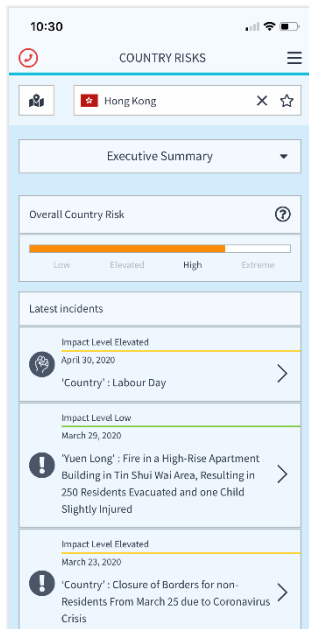 10:30
COUNTRY RISKS
Hong Kong
Executive Summary
Overall Country Risk
Low Elevated High Extreme
Latest incidents
Impact Level Elevated
April 30, 2020
'Country' : Labour Day
Impact Level Low
March 29, 2020
'Yuen Long' : Fire in a High-Rise Apartment
Building in Tin Shui Wai Area, Resulting in
250 Residents Evacuated and one Child
Slightly Injured
Impact Level Elevated
March 23, 2020
'Country' : Closure of Borders for non-
Residents From March 25 due to Coronavirus
Crisis